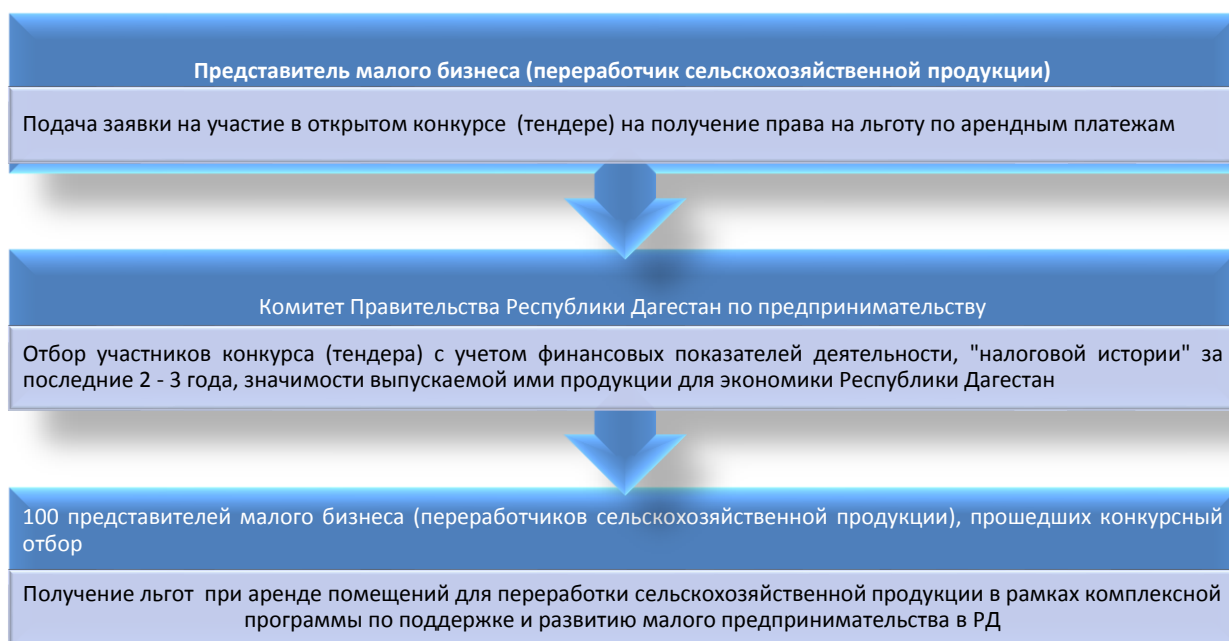 Представитель малого бизнеса (переработчик сельскохозяйственной продукции)
Подача заявки на участие в открытом конкурсе (тендере) на получение права на льготу по арендным платежам
Комитет Правительства Республики Дагестан по предпринимательству
Отбор участников конкурса (тендера) с учетом финансовых показателей деятельности, "налоговой истории" за
последние 2 - 3 года, значимости выпускаемой ими продукции для экономики Республики Дагестан
100 представителей малого бизнеса (переработчиков сельскохозяйственной продукции), прошедших конкурсный
отбор
Получение льгот при аренде помещений для переработки сельскохозяйственной продукции в рамках комплексной
программы по поддержке и развитию малого предпринимательства в РД